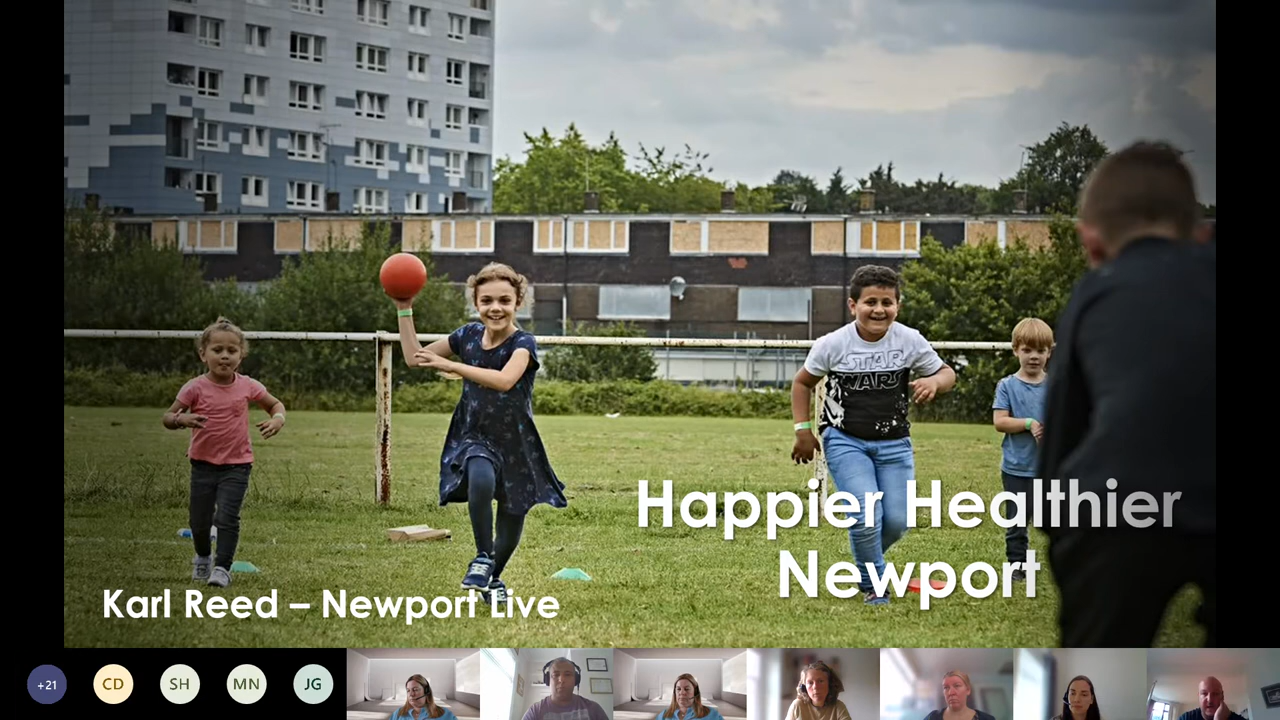 STAR
WARS
Happier Healthier
Newport
Karl Reed – Newport Live
+21
CD
SH
MN
JG